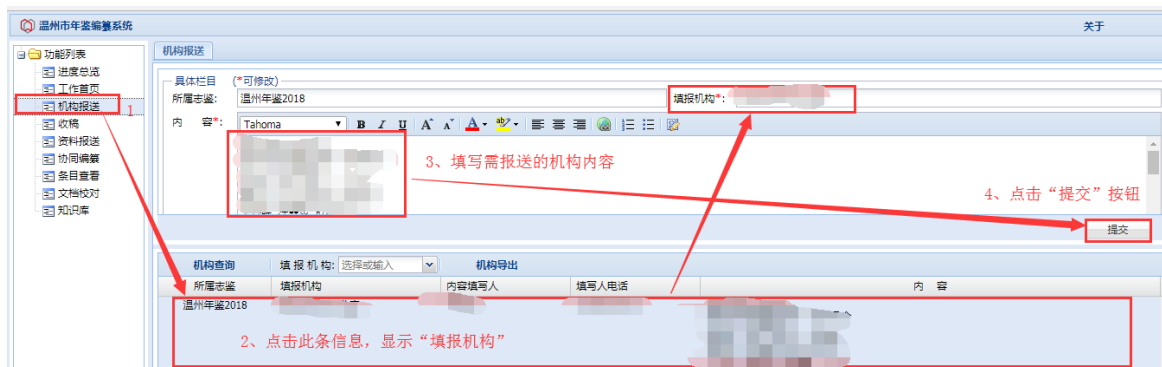 温州市年鉴编纂系统
关于
功能列表
进度总览
工作首页
机构报送
收稿
资料报送
协同编纂
条目查看
文档校对
知识库
1
机构报送
具体栏目 (*可修改)
所属志鉴: 温州年鉴2018
填报机构*:
内 容*:
Tahoma
3、填写需报送的机构内容
4、点击“提交”按钮
提交
机构查询 填 报 机 构: 选择或输入 机构导出
所属志鉴 填报机构 内容填写人 填写人电话 内 容
温州年鉴2018
2、点击此条信息，显示“填报机构”